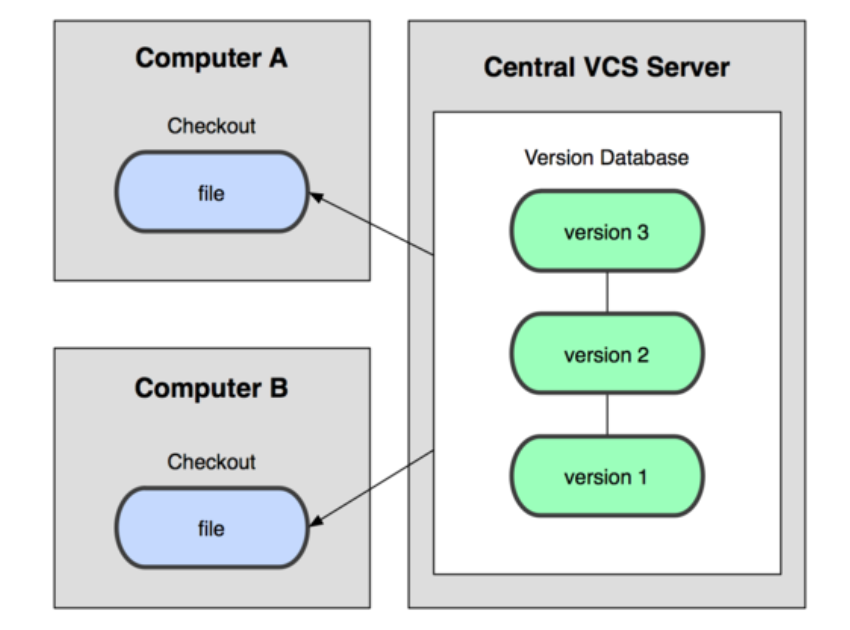 Computer A
Checkout
file
Computer B
Checkout
file
Central VCS Server
Version Database
version 3
version 2
version 1